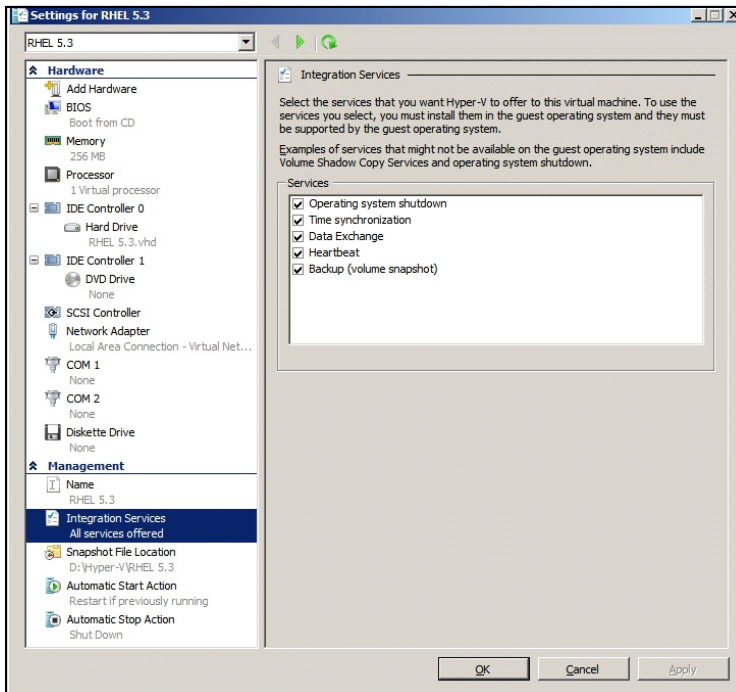 Settings for RHEL 5.3
RHEL 5.3
Hardware
Add Hardware
BIOS
Boot from CD
Memory
256 MB
Processor
1 Virtual processor
IDE Controller 0
Hard Drive
RHEL 5.3.vhd
IDE Controller 1
DVD Drive
None
SCSI Controller
Network Adapter
Local Area Connection - Virtual Net...
COM 1
None
COM 2
None
Diskette Drive
None
Management
Name
RHEL 5.3
Integration Services
All services offered
Snapshot File Location
D:\Hyper-V\RHEL 5.3
Automatic Start Action
Restart if previously running
Automatic Stop Action
Shut Down
Integration Services
Select the services that you want Hyper-V to offer to this virtual machine. To use the
services you select, you must install them in the guest operating system and they must
be supported by the guest operating system.
Examples of services that might not be available on the guest operating system include
Volume Shadow Copy Services and operating system shutdown.
Services
Operating system shutdown
Time synchronization
Data Exchange
Heartbeat
Backup (volume snapshot)
OK
Cancel
Apply